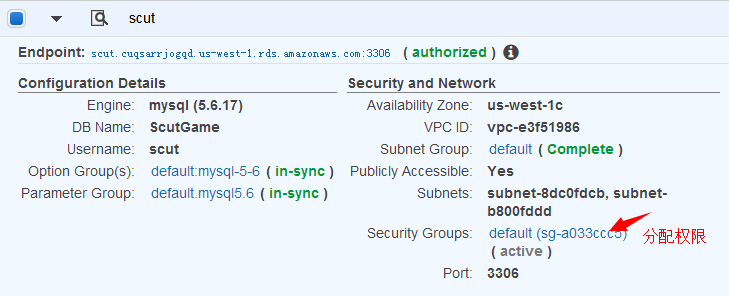 scut
Endpoint: scut.cuqsarrjogqd.us-west-1.rds.amazonaws.com:3306 ( authorized )
Configuration Details
Engine: mysql (5.6.17)
DB Name: ScutGame
Username: scut
Option Group(s): default:mysql-5-6 ( in-sync )
Parameter Group: default.mysql5.6 ( in-sync )
Security and Network
Availability Zone: us-west-1c
VPC ID: vpc-e3f51986
Subnet Group: default ( Complete )
Publicly Accessible: Yes
Subnets: subnet-8dc0fdcb, subnet-
b800fddd
Security Groups: default (sg-a033ccc5)
( active )
分配权限
Port: 3306